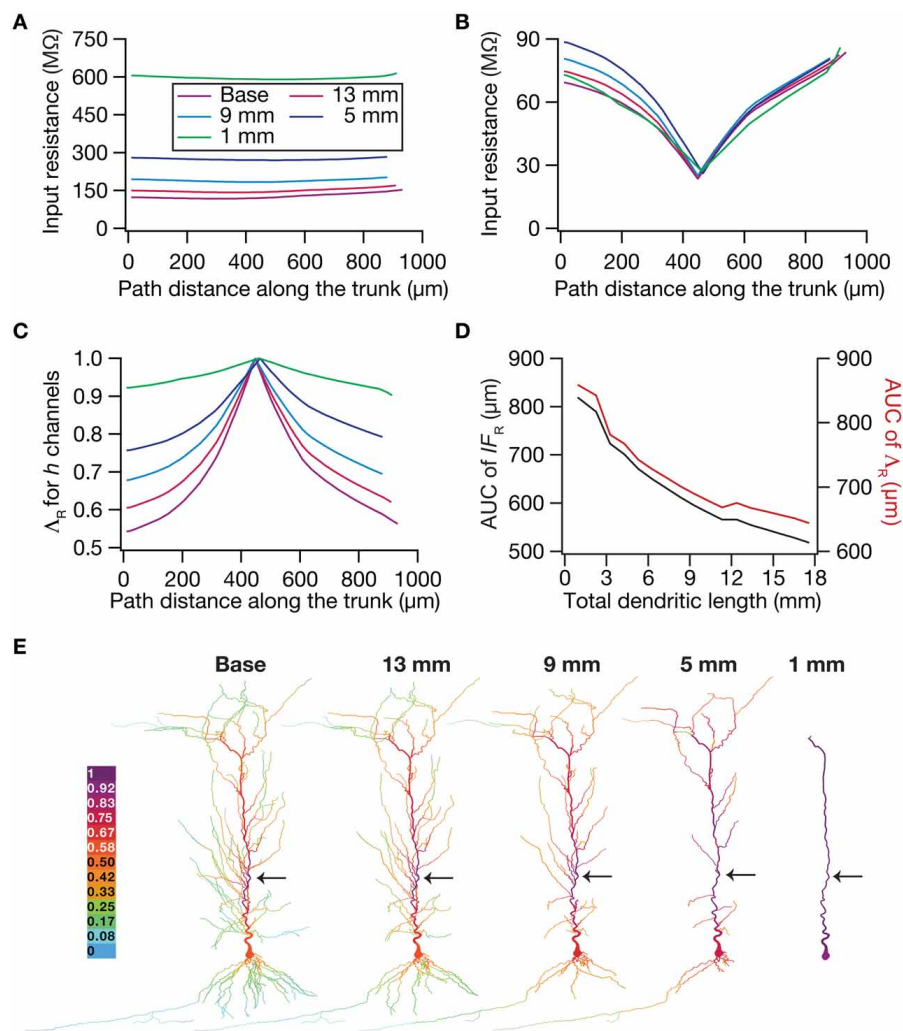 A
Input resistance (MΩ)
750
600
450
300
150
0
Base
13 mm
9 mm
5 mm
1 mm
0 200 400 600 800 1000
Path distance along the trunk (µm)
B
Input resistance (MΩ)
90
60
30
0
0 200 400 600 800 1000
Path distance along the trunk (µm)
C
Λ_R for h channels
1.0
0.9
0.8
0.7
0.6
0.5
0 200 400 600 800 1000
Path distance along the trunk (µm)
D
AUC of IF_R (µm)
900
800
700
600
500
900
800
700
600
AUC of Λ_R (µm)
0 3 6 9 12 15 18
Total dendritic length (mm)
E
Base 13 mm 9 mm 5 mm 1 mm
1
0.92
0.83
0.75
0.67
0.58
0.50
0.42
0.33
0.25
0.17
0.08
0